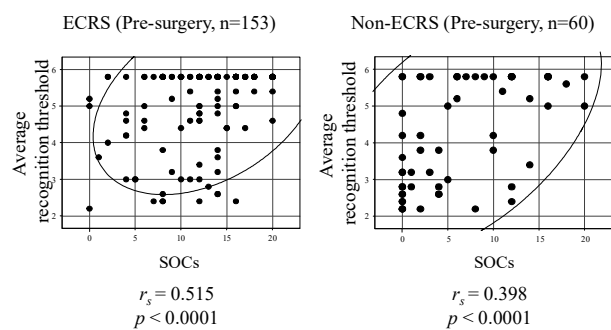 ECRS (Pre-surgery, n=153)
Non-ECRS (Pre-surgery, n=60)
Average
recognition threshold
6
5
4
3
2
0
5
10
15
20
SOCs
Average
recognition threshold
6
5
4
3
2
0
5
10
15
20
SOCs
rs = 0.515
p < 0.0001
rs = 0.398
p < 0.0001